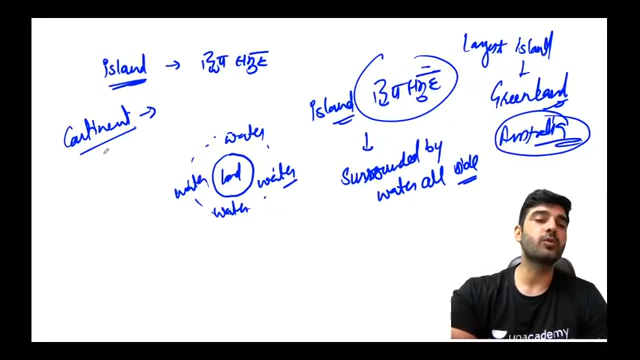 Island →
Continent →
water
water land water
water
Island
↓
Surrounded by
water all side
Largest Island
↓
Greenland
Australia
unacademy